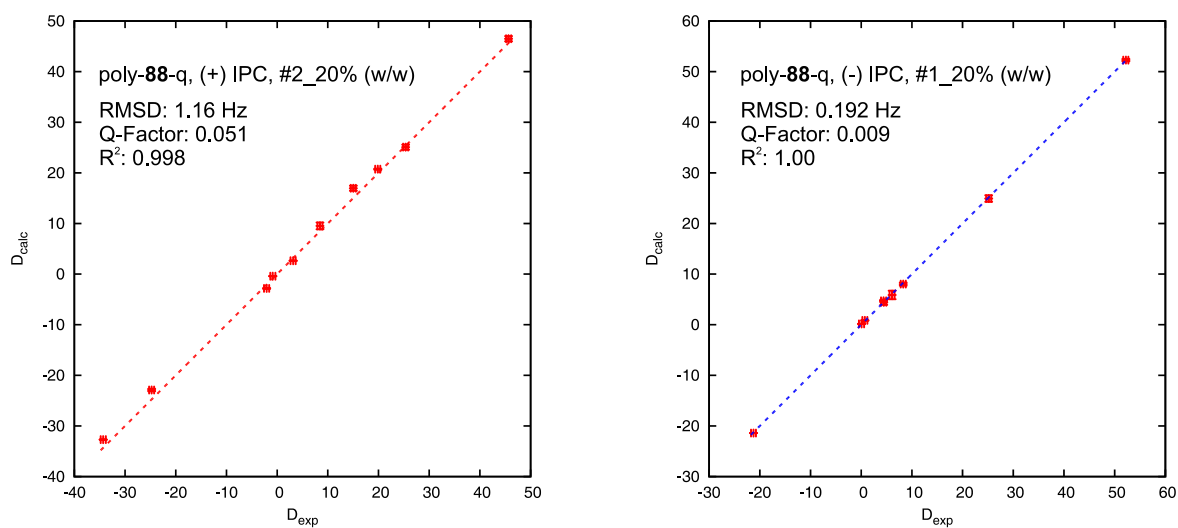 50
40
30
20
10
0
-10
-20
-30
-40
D_calc
poly-88-q, (+) IPC, #2_20% (w/w)
RMSD: 1.16 Hz
Q-Factor: 0.051
R²: 0.998
-40 -30 -20 -10 0 10 20 30 40 50
D_exp
60
50
40
30
20
10
0
-10
-20
-30
D_calc
poly-88-q, (-) IPC, #1_20% (w/w)
RMSD: 0.192 Hz
Q-Factor: 0.009
R²: 1.00
-30 -20 -10 0 10 20 30 40 50 60
D_exp